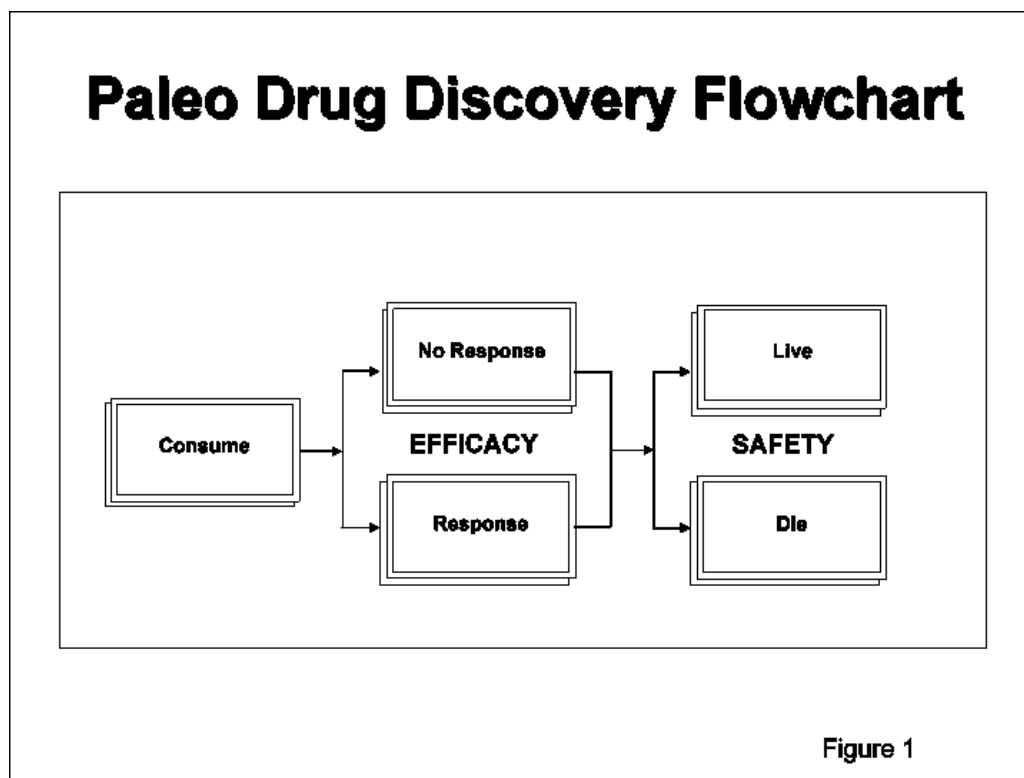 Paleo Drug Discovery Flowchart
No Response
Live
Consume
EFFICACY
SAFETY
Response
Die
Figure 1